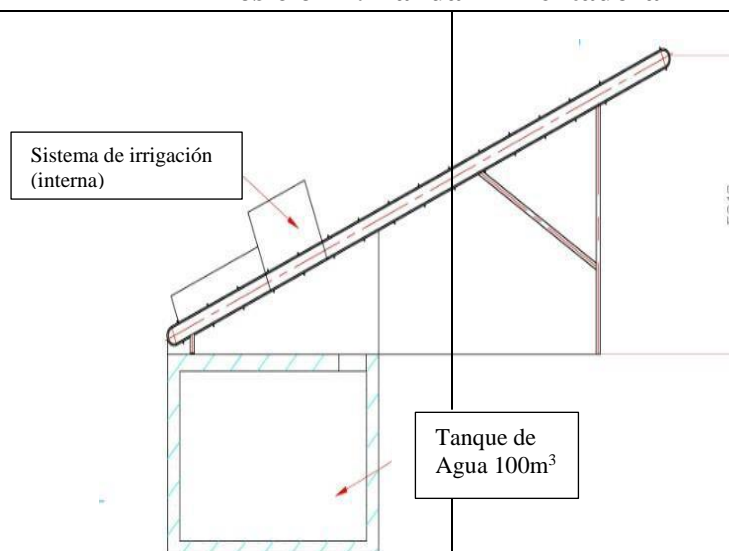 Sistema de irrigación
(interna)
Tanque de
Agua 100m³